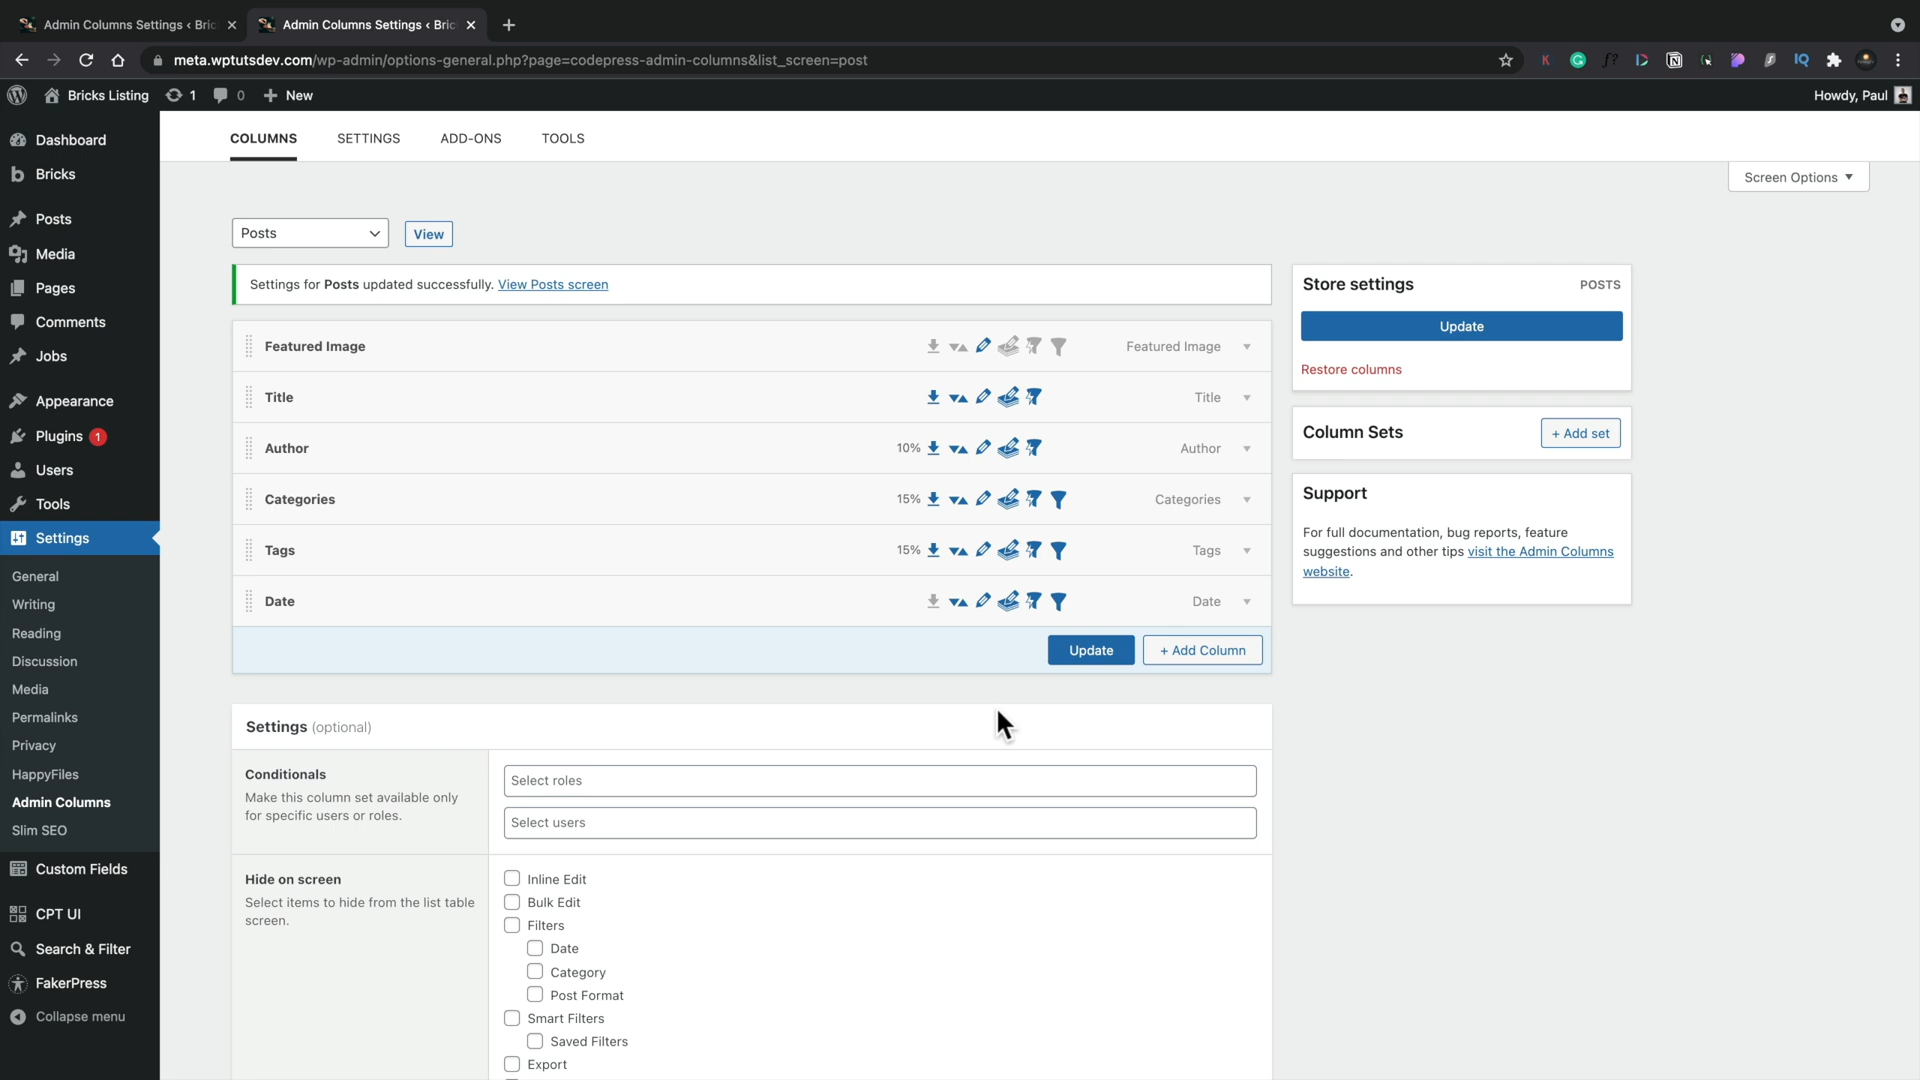 Admin Columns Settings ‹ Bric
Admin Columns Settings ‹ Bric
meta.wptutsdev.com/wp-admin/options-general.php?page=codepress-admin-columns&list_screen=post
Bricks Listing
1
0
New
Howdy, Paul
Dashboard
Bricks
Posts
Media
Pages
Comments
Jobs
Appearance
Plugins 1
Users
Tools
Settings
General
Writing
Reading
Discussion
Media
Permalinks
Privacy
HappyFiles
Admin Columns
Slim SEO
Custom Fields
CPT UI
Search & Filter
FakerPress
Collapse menu
COLUMNS
SETTINGS
ADD-ONS
TOOLS
Screen Options
Posts
View
Settings for Posts updated successfully. View Posts screen
Featured Image
Featured Image
Title
Title
Author
10%
Author
Categories
15%
Categories
Tags
15%
Tags
Date
Date
Update
+ Add Column
Settings (optional)
Conditionals
Make this column set available only
for specific users or roles.
Select roles
Select users
Hide on screen
Select items to hide from the list table
screen.
Inline Edit
Bulk Edit
Filters
Date
Category
Post Format
Smart Filters
Saved Filters
Export
Store settings
POSTS
Update
Restore columns
Column Sets
+ Add set
Support
For full documentation, bug reports, feature
suggestions and other tips visit the Admin Columns
website.